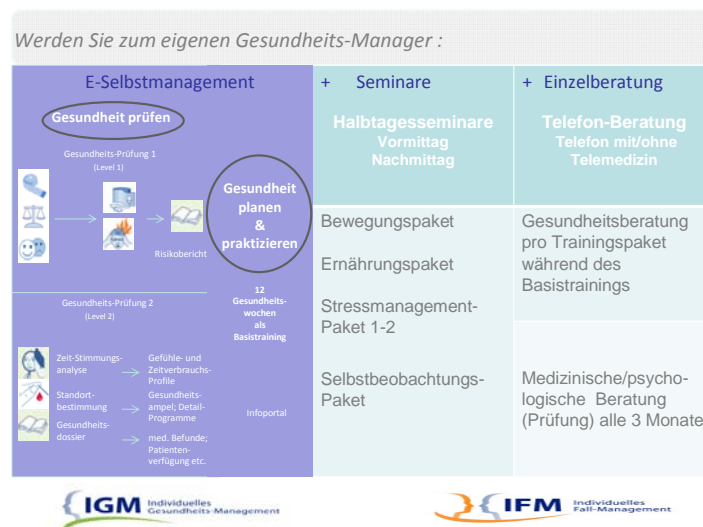 Werden Sie zum eigenen Gesundheits-Manager :
E-Selbstmanagement
Gesundheit prüfen
Gesundheits-Prüfung 1
(Level 1)
Risikobericht
Gesundheits-Prüfung 2
(Level 2)
Zeit-Stimmungs-
analyse
Gefühle- und
Zeitverbrauchs-
Profile
Standort-
bestimmung
Gesundheits-
ampel; Detail-
Programme
Gesundheits-
dossier
med. Befunde;
Patienten-
verfügung etc.
Gesundheit
planen
&
praktizieren
12
Gesundheits-
wochen
als
Basistraining
Infoportal
+ Seminare
Halbtagesseminare
Vormittag
Nachmittag
Bewegungspaket
Ernährungspaket
Stressmanagement-
Paket 1-2
Selbstbeobachtungs-
Paket
+ Einzelberatung
Telefon-Beratung
Telefon mit/ohne
Telemedizin
Gesundheitsberatung
pro Trainingspaket
während des
Basistrainings
Medizinische/psycho-
logische Beratung
(Prüfung) alle 3 Monate
IGM Individuelles
Gesundheits-Management
IFM Individuelles
Fall-Management